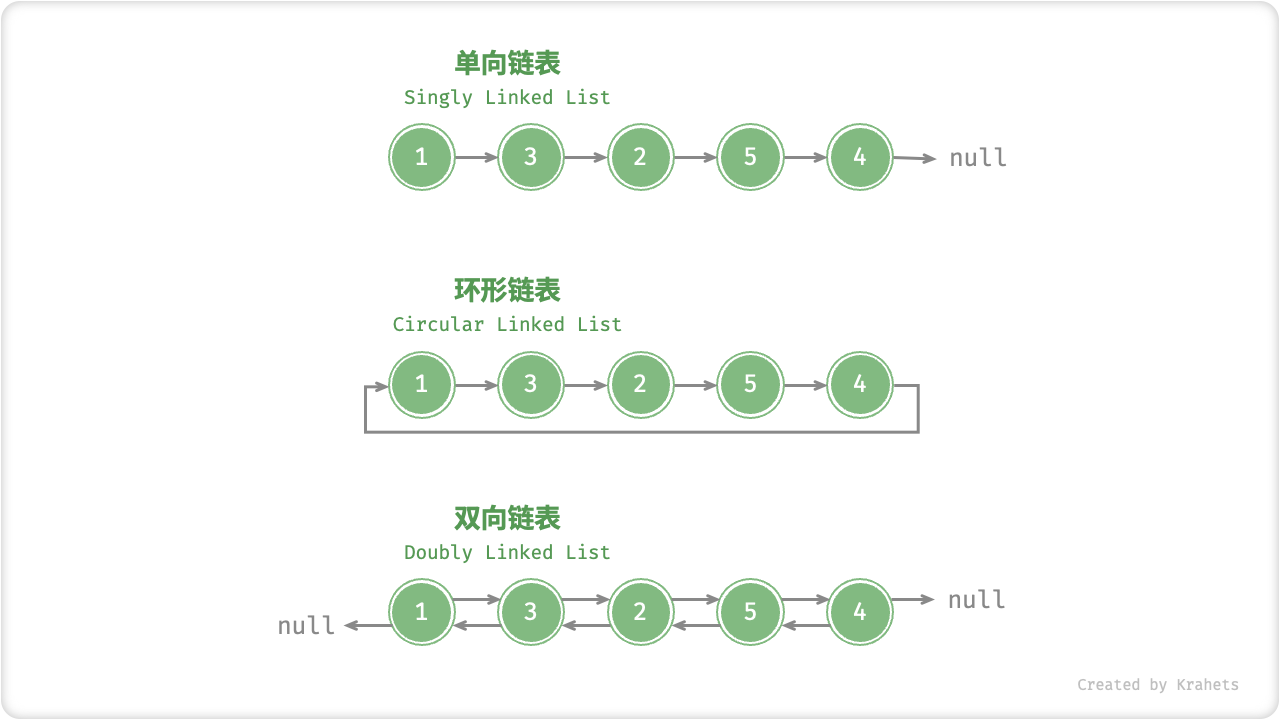 单向链表
Singly Linked List
1 3 2 5 4 null
环形链表
Circular Linked List
1 3 2 5 4
双向链表
Doubly Linked List
1 3 2 5 4 null
null
Created by Krahets